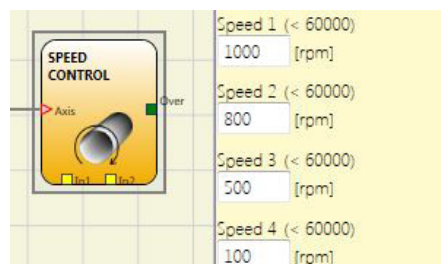 SPEED
CONTROL
Axis
Over
In1 In2
Speed 1 (< 60000)
1000 [rpm]
Speed 2 (< 60000)
800 [rpm]
Speed 3 (< 60000)
500 [rpm]
Speed 4 (< 60000)
100 [rpm]